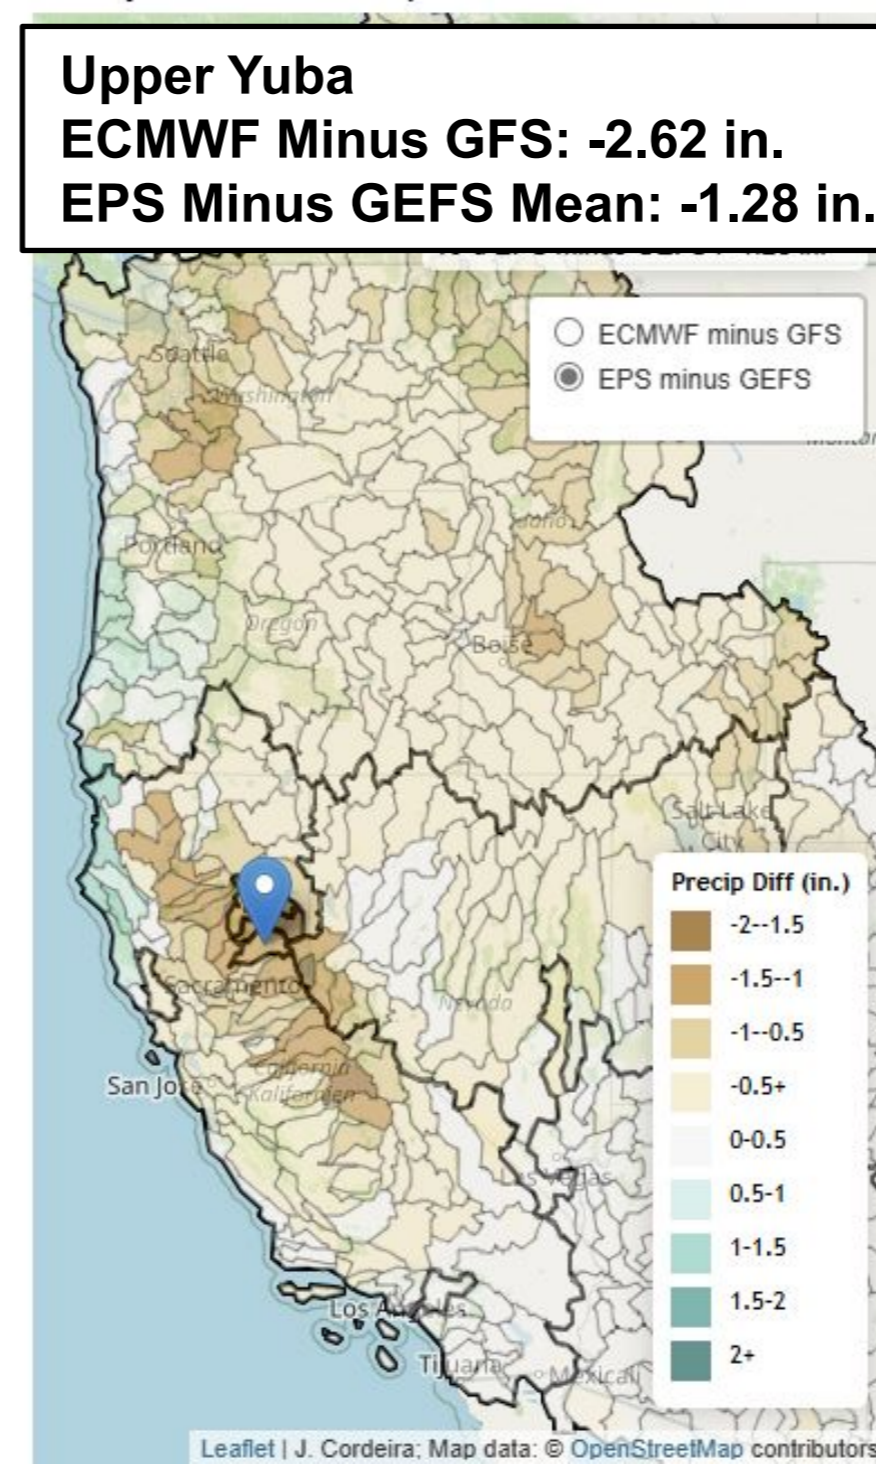 Upper Yuba
ECMWF Minus GFS: -2.62 in.
EPS Minus GEFS Mean: -1.28 in.
ECMWF minus GFS
EPS minus GEFS
Seattle
Washington
Portland
Idaho
Oregon
Boise
Salt Lake
City
Precip Diff (in.)
-2--1.5
-1.5--1
-1--0.5
-0.5+
0-0.5
0.5-1
1-1.5
1.5-2
2+
Sacramento
Nevada
San José
California
Kalifornien
Las Vegas
Los Angeles
Tijuana
Mexicali
Leaflet | J. Cordeira; Map data: © OpenStreetMap contributors